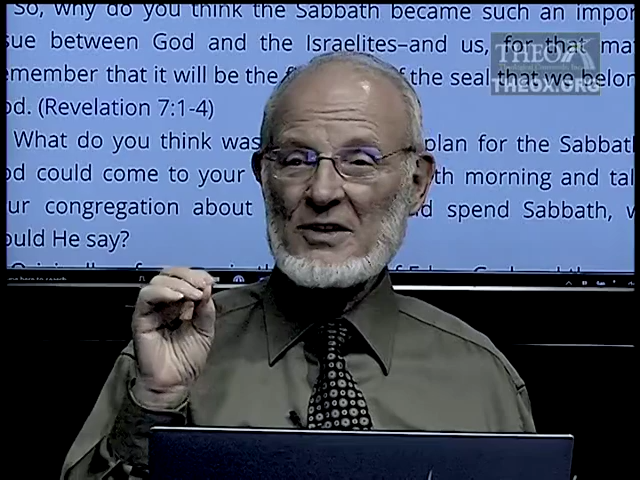 So, why do you think the Sabbath became such an impor
sue between God and the Israelites–and us, for that ma
emember that it will be the of the seal that we belon
od. (Revelation 7:1-4)
What do you think was plan for the Sabbath
od could come to your th morning and tal
ur congregation about d spend Sabbath, w
ould He say?
THEOX
THEOX.ORG